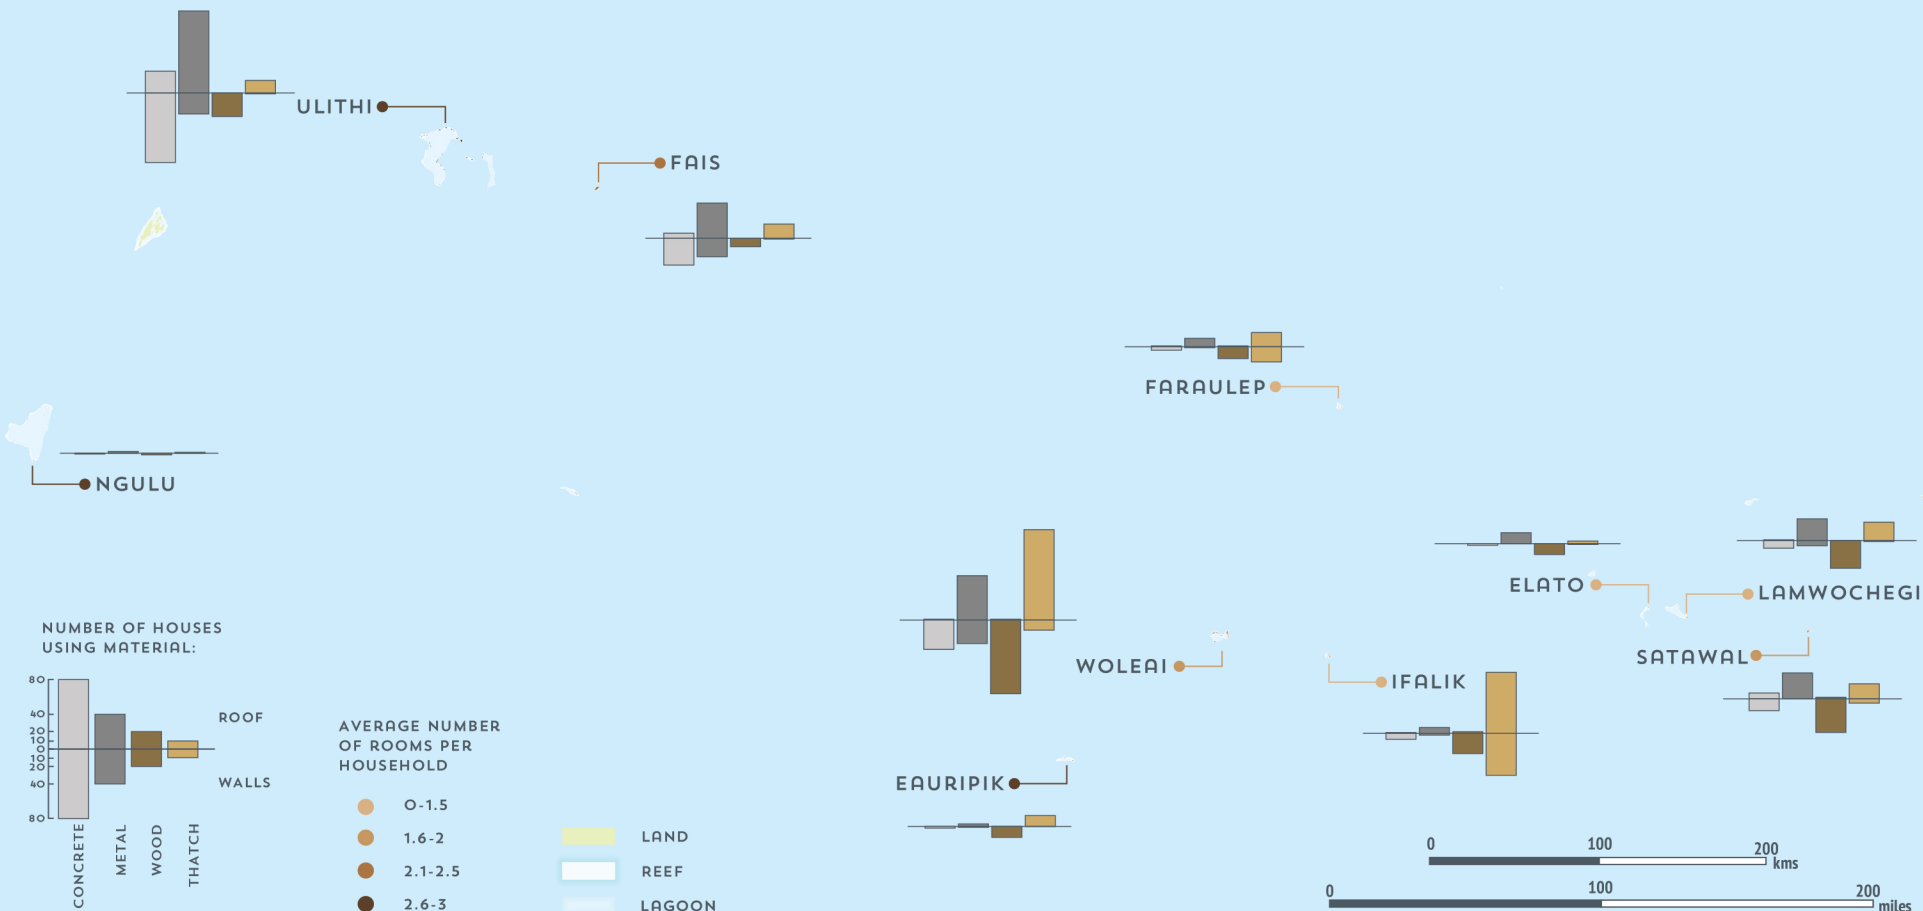 ULITHI
FAIS
FARAULEP
NGULU
ELATO
LAMWOCHEGI
WOLEAI
SATAWAL
IFALIK
EAURIPIK
NUMBER OF HOUSES
USING MATERIAL:
80
40
20
10
0
10
20
40
80
ROOF
WALLS
CONCRETE
METAL
WOOD
THATCH
AVERAGE NUMBER
OF ROOMS PER
HOUSEHOLD
0-1.5
1.6-2
2.1-2.5
2.6-3
LAND
REEF
LAGOON
0 100 200
kms
0 100 200
miles